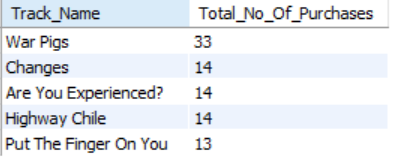 Track_Name Total_No_Of_Purchases
War Pigs 33
Changes 14
Are You Experienced? 14
Highway Chile 14
Put The Finger On You 13